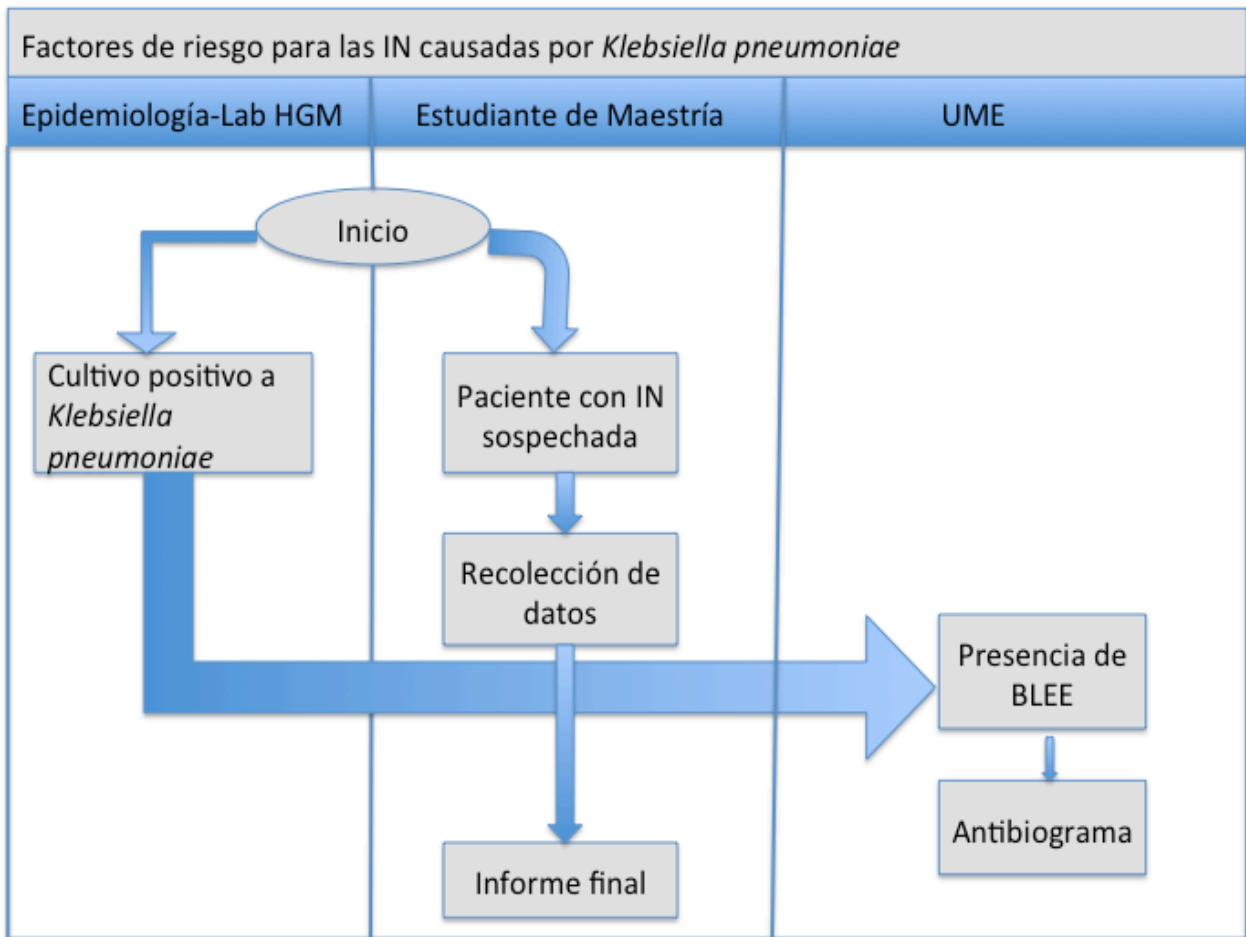 Factores de riesgo para las IN causadas por Klebsiella pneumoniae
Epidemiología-Lab HGM
Estudiante de Maestría
UME
Inicio
Cultivo positivo a
Klebsiella
pneumoniae
Paciente con IN
sospechada
Recolección de
datos
Presencia de
BLEE
Antibiograma
Informe final